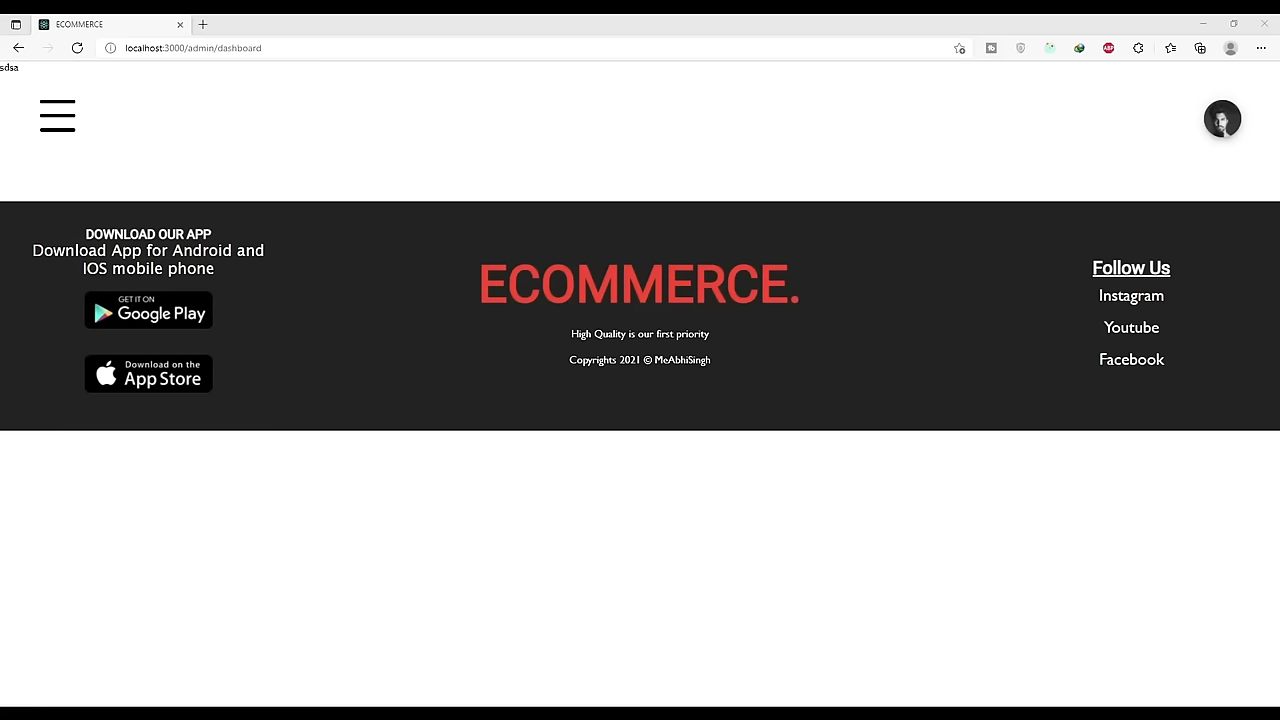 ECOMMERCE
localhost:3000/admin/dashboard
ABP
sdsa
DOWNLOAD OUR APP
Download App for Android and
IOS mobile phone
GET IT ON
Google Play
Download on the
App Store
ECOMMERCE.
High Quality is our first priority
Copyrights 2021 © MeAbhiSingh
Follow Us
Instagram
Youtube
Facebook